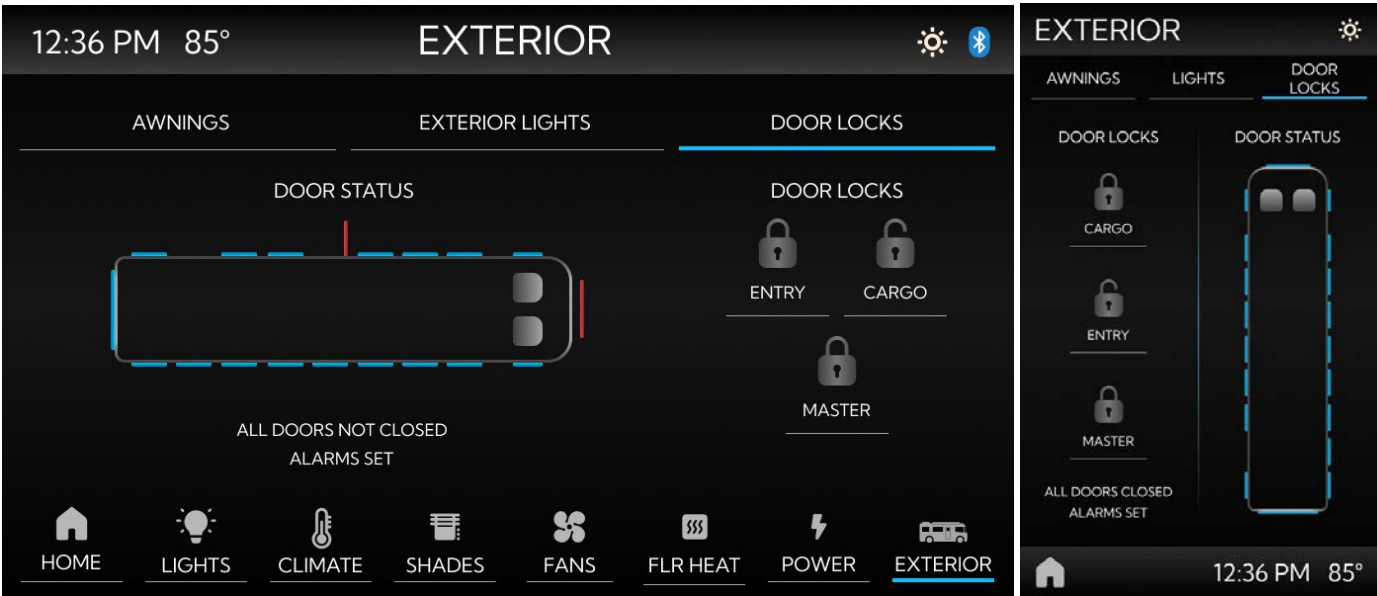 12:36 PM 85° EXTERIOR
AWNINGS EXTERIOR LIGHTS DOOR LOCKS
DOOR STATUS DOOR LOCKS
ENTRY CARGO
MASTER
ALL DOORS NOT CLOSED
ALARMS SET
HOME LIGHTS CLIMATE SHADES FANS FLR HEAT POWER EXTERIOR
EXTERIOR
AWNINGS LIGHTS DOOR
LOCKS
DOOR LOCKS DOOR STATUS
CARGO
ENTRY
MASTER
ALL DOORS CLOSED
ALARMS SET
12:36 PM 85°